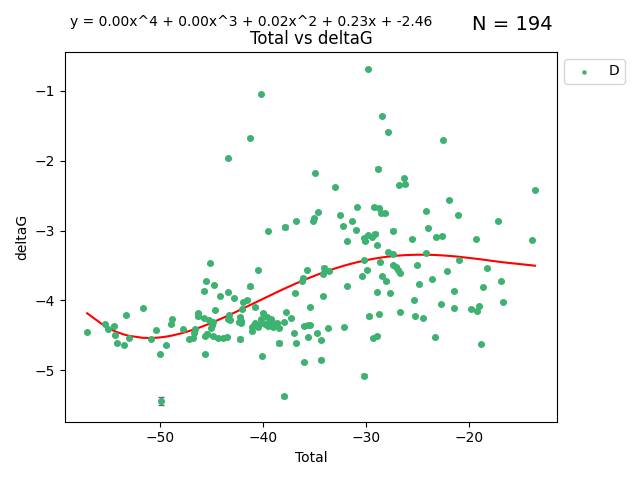 y = 0.00x^4 + 0.00x^3 + 0.02x^2 + 0.23x + -2.46
N = 194
Total vs deltaG
D
−1
−2
−3
−4
−5
deltaG
−50 −40 −30 −20
Total